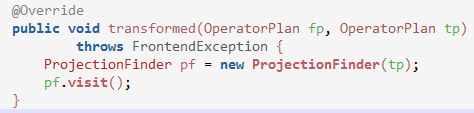 @Override
public void transformed(OperatorPlan fp, OperatorPlan tp)
        throws FrontendException {
    ProjectionFinder pf = new ProjectionFinder(tp);
    pf.visit();
}